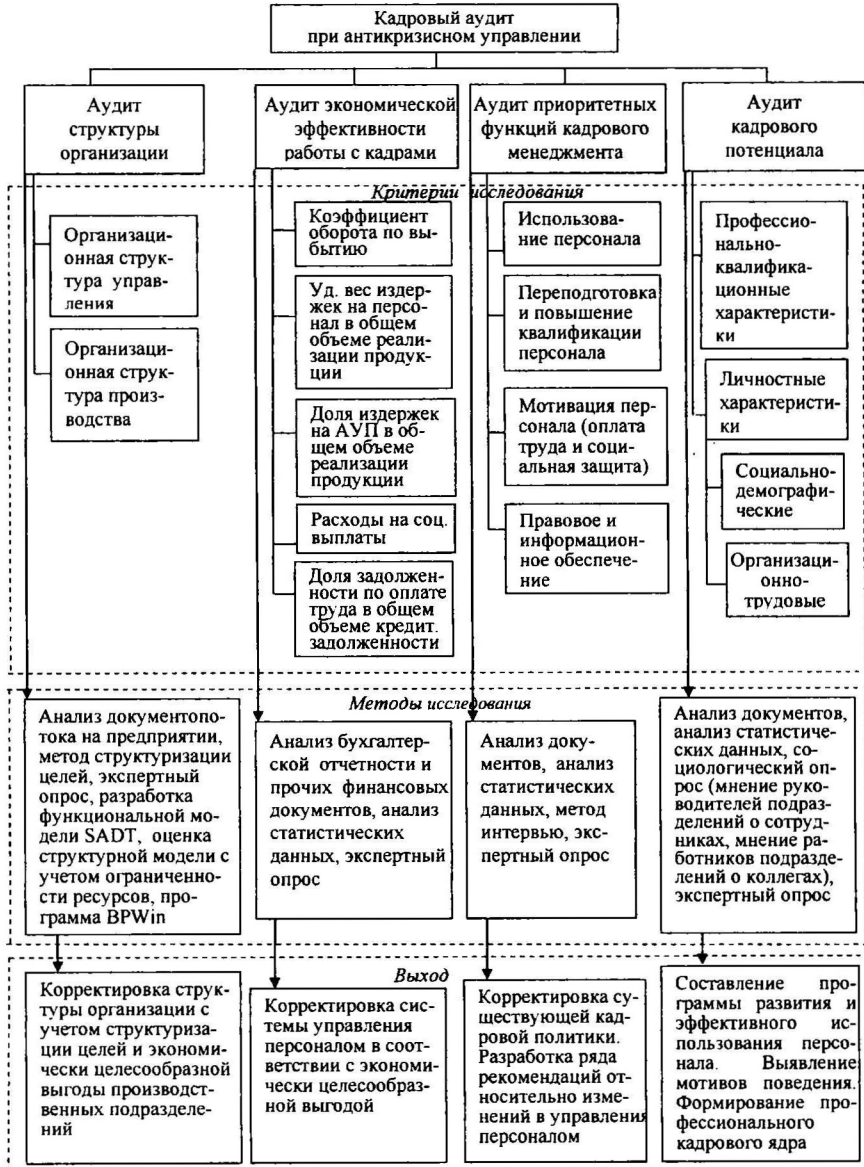 Кадровый аудит
при антикризисном управлении
Аудит
структуры
организации
Аудит экономической
эффективности
работы с кадрами
Аудит приоритетных
функций кадрового
менеджмента
Аудит
кадрового
потенциала
Критерии исследования
Организаци-
онная струк-
тура управ-
ления
Организаци-
онная струк-
тура произ-
водства
Коэффициент
оборота по вы-
бытию
Уд. вес издер-
жек на персо-
нал в общем
объеме реали-
зации продук-
ции
Доля издержек
на АУП в об-
щем объеме
реализации
продукции
Расходы на соц.
выплаты
Доля задолжен-
ности по оплате
труда в общем
объеме кредит.
задолженности
Использова-
ние персонала
Переподготовка
и повышение
квалификации
персонала
Мотивация пер-
сонала (оплата
труда и социаль-
ная защита)
Правовое и
информацион-
ное обеспече-
ние
Профессио-
нально-
квалифика-
ционные
характеристи-
ки
Личностные
характеристи-
ки
Социально-
демографи-
ческие
Организаци-
онно-
трудовые
Методы исследования
Анализ документопо-
тока на предприятии,
метод структуризации
целей, экспертный
опрос, разработка
функциональной
модели SADT, оценка
структурной модели с
учетом ограниченно-
сти ресурсов, про-
грамма BPWin
Анализ бухгалтер-
ской отчетности и
прочих финансовых
документов, анализ
статистических
данных, экспертный
опрос
Анализ доку-
ментов, анализ
статистических
данных, метод
интервью, экс-
пертный опрос
Анализ документов,
анализ статистиче-
ских данных, со-
циологический оп-
рос (мнение руко-
водителей подраз-
делений о сотруд-
никах, мнение ра-
ботников подразде-
лений о коллегах),
экспертный опрос
Выход
Корректировка струк-
туры организации с
учетом структуриза-
ции целей и экономи-
чески целесообразной
выгоды производст-
венных подразделе-
ний
Корректировка сис-
темы управления
персоналом в соот-
ветствии с экономи-
чески целесообраз-
ной выгодой
Корректировка су-
ществующей кад-
ровой политики.
Разработка ряда
рекомендаций от-
носительно изме-
нений в управления
персоналом
Составление про-
граммы развития и
эффективного ис-
пользования персо-
нала. Выявление
мотивов поведения.
Формирование про-
фессионального
кадрового ядра